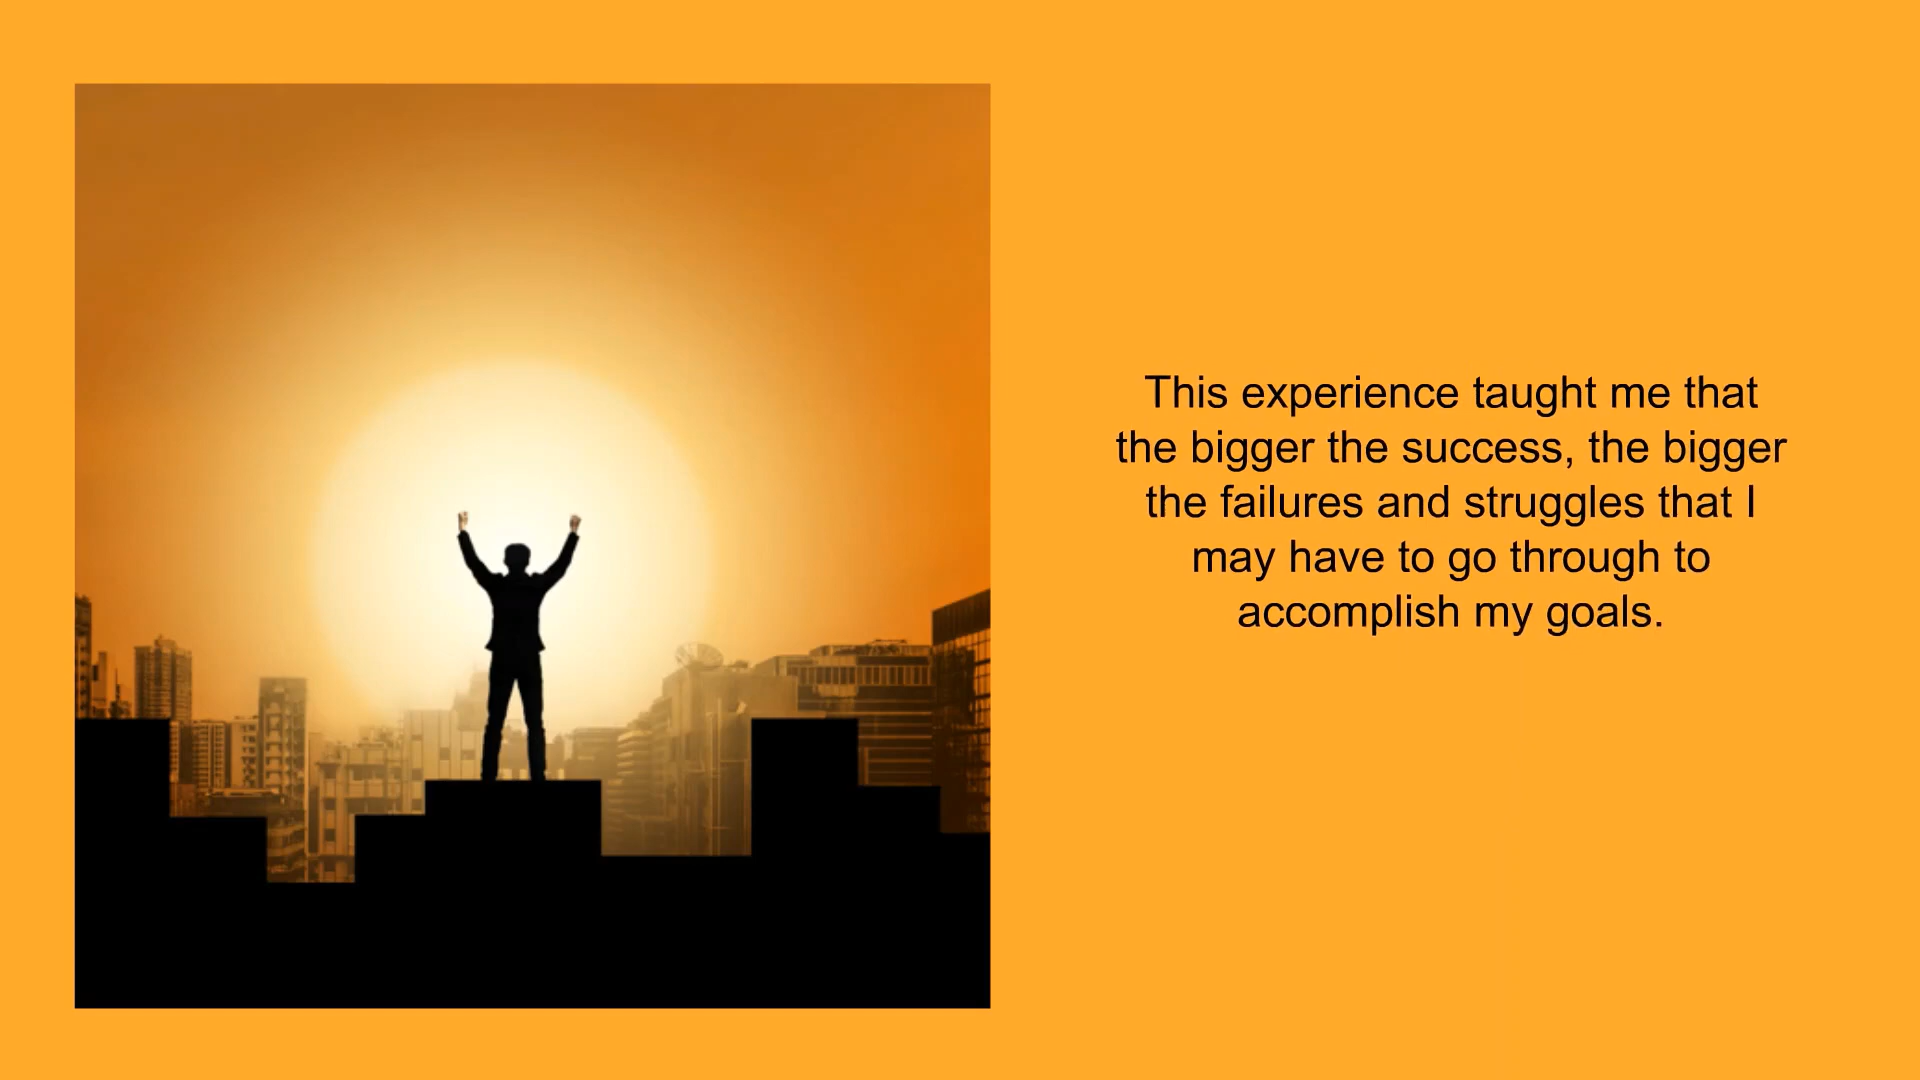 This experience taught me that
the bigger the success, the bigger
the failures and struggles that I
may have to go through to
accomplish my goals.